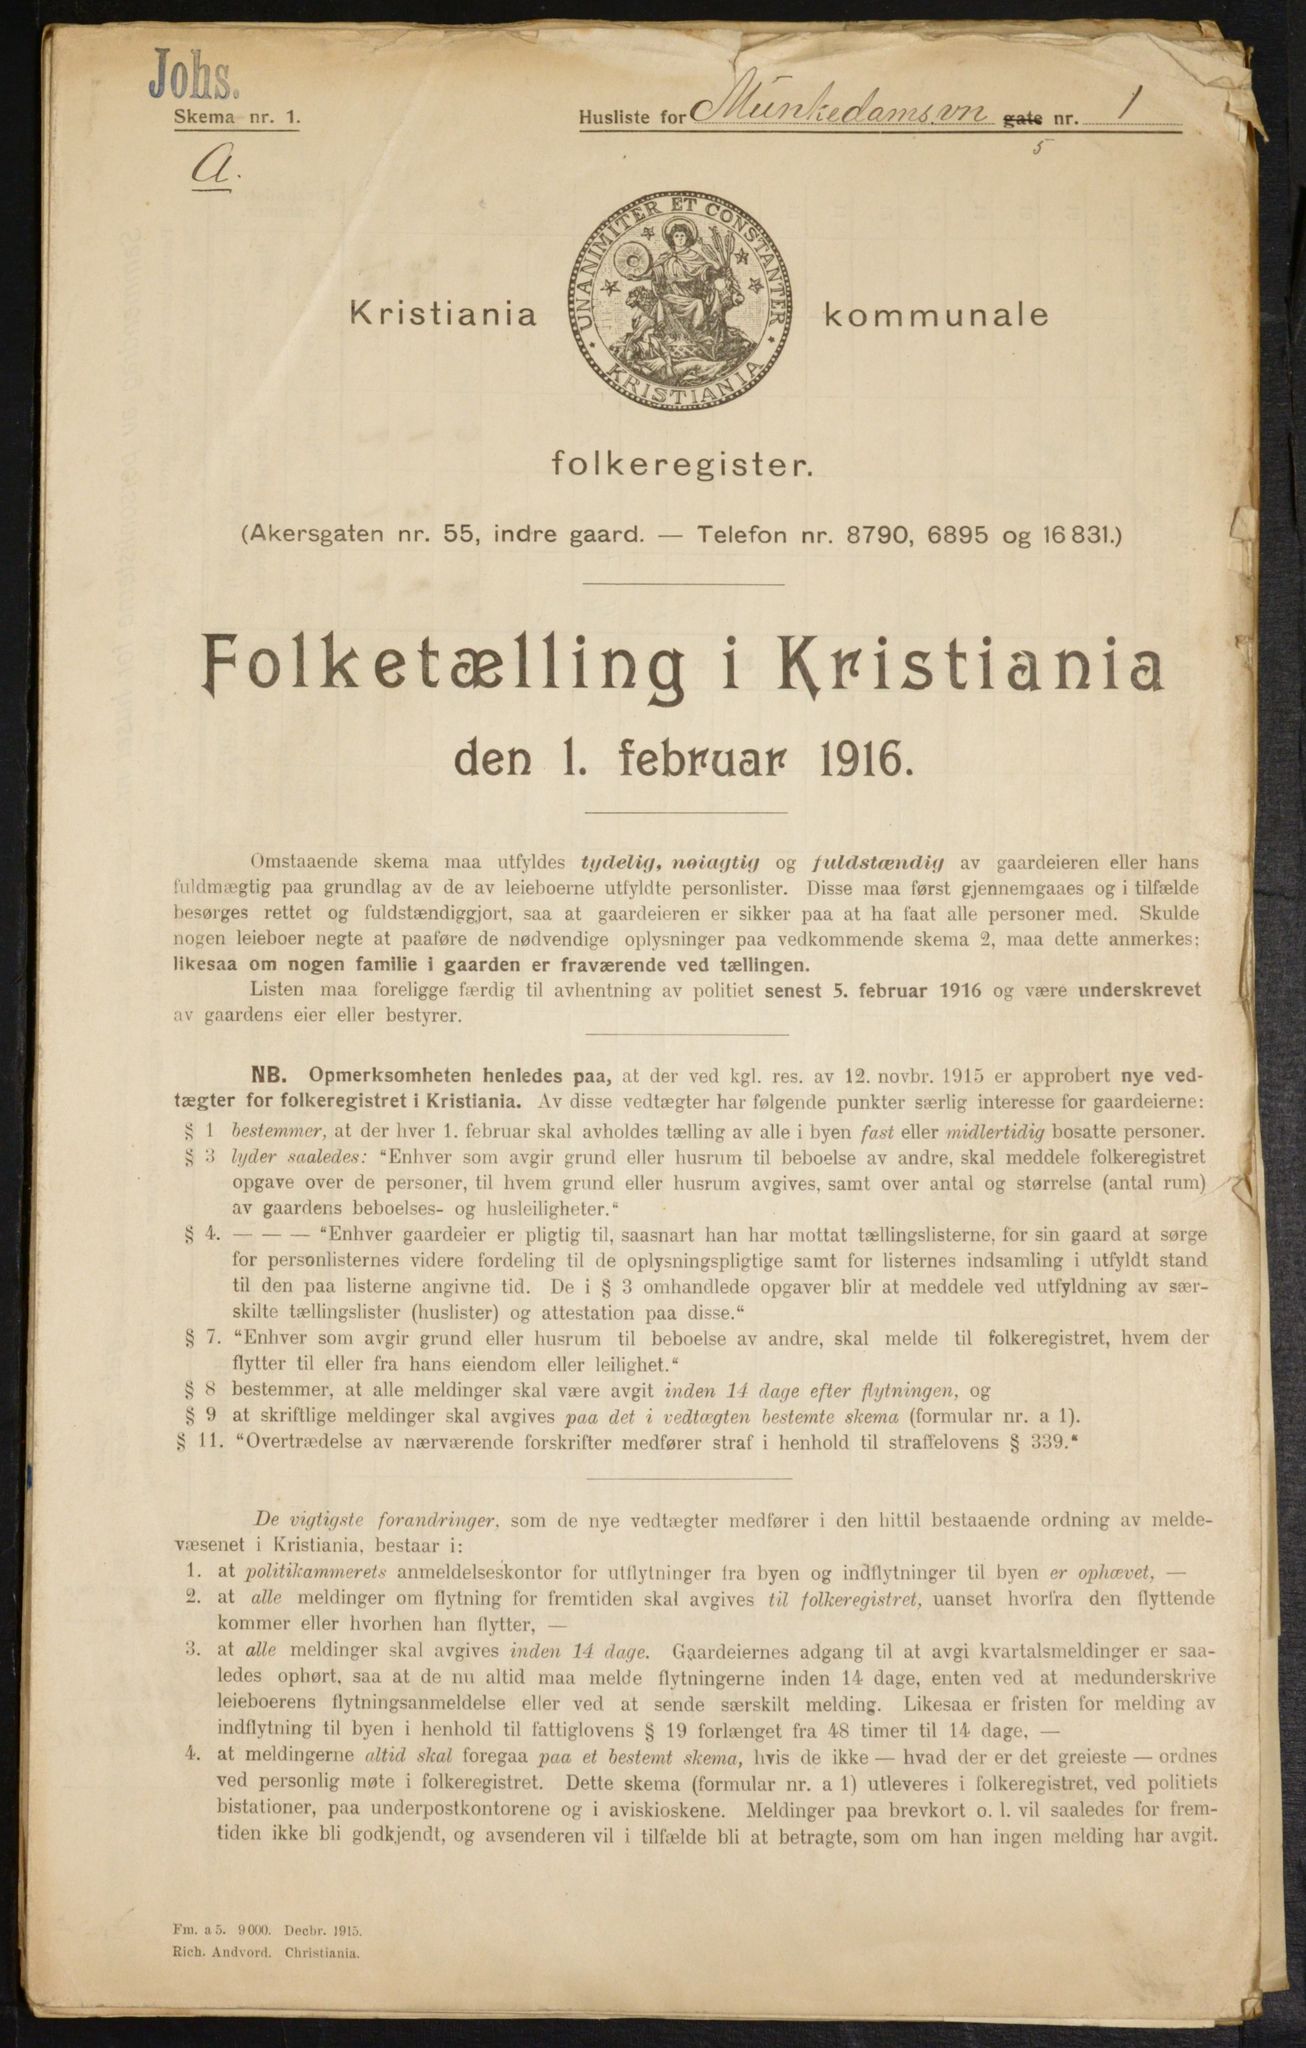 Johs.
Skema nr. 1.
Husliste for Munkedamsvn gate nr. 1
5
A.
UNANIMITER ET CONSTANTER
KRISTIANIA
Kristiania kommunale
folkeregister.
(Akersgaten nr. 55, indre gaard. — Telefon nr. 8790, 6895 og 16831.)
Folketælling i Kristiania
den 1. februar 1916.
Omstaaende skema maa utfyldes tydelig, nøiagtig og fuldstændig av gaardeieren eller hans
fuldmægtig paa grundlag av de av leieboerne utfyldte personlister. Disse maa først gjennemgaaes og i tilfælde
besørges rettet og fuldstændiggjort, saa at gaardeieren er sikker paa at ha faat alle personer med. Skulde
nogen leieboer negte at paaføre de nødvendige oplysninger paa vedkommende skema 2, maa dette anmerkes;
likesaa om nogen familie i gaarden er fraværende ved tællingen.
Listen maa foreligge færdig til avhentning av politiet senest 5. februar 1916 og være underskrevet
av gaardens eier eller bestyrer.
NB. Opmerksomheten henledes paa, at der ved kgl. res. av 12. novbr. 1915 er approbert nye ved-
tægter for folkeregistret i Kristiania. Av disse vedtægter har følgende punkter særlig interesse for gaardeierne:
§ 1 bestemmer, at der hver 1. februar skal avholdes tælling av alle i byen fast eller midlertidig bosatte personer.
§ 3 lyder saaledes: "Enhver som avgir grund eller husrum til beboelse av andre, skal meddele folkeregistret
opgave over de personer, til hvem grund eller husrum avgives, samt over antal og størrelse (antal rum)
av gaardens beboelses- og husleiligheter."
§ 4. — — — "Enhver gaardeier er pligtig til, saasnart han har mottat tællingslisterne, for sin gaard at sørge
for personlisternes videre fordeling til de oplysningspligtige samt for listernes indsamling i utfyldt stand
til den paa listerne angivne tid. De i § 3 omhandlede opgaver blir at meddele ved utfyldning av sær-
skilte tællingslister (huslister) og attestation paa disse."
§ 7. "Enhver som avgir grund eller husrum til beboelse av andre, skal melde til folkeregistret, hvem der
flytter til eller fra hans eiendom eller leilighet."
§ 8 bestemmer, at alle meldinger skal være avgit inden 14 dage efter flytningen, og
§ 9 at skriftlige meldinger skal avgives paa det i vedtægten bestemte skema (formular nr. a 1).
§ 11. "Overtrædelse av nærværende forskrifter medfører straf i henhold til straffelovens § 339."
De vigtigste forandringer, som de nye vedtægter medfører i den hittil bestaaende ordning av melde-
væsenet i Kristiania, bestaar i:
1. at politikammerets anmeldelseskontor for utflytninger fra byen og indflytninger til byen er ophævet, —
2. at alle meldinger om flytning for fremtiden skal avgives til folkeregistret, uanset hvorfra den flyttende
kommer eller hvorhen han flytter, —
3. at alle meldinger skal avgives inden 14 dage. Gaardeiernes adgang til at avgi kvartalsmeldinger er saa-
ledes ophørt, saa at de nu altid maa melde flytningerne inden 14 dage, enten ved at medunderskrive
leieboerens flytningsanmeldelse eller ved at sende særskilt melding. Likesaa er fristen for melding av
indflytning til byen i henhold til fattiglovens § 19 forlænget fra 48 timer til 14 dage, —
4. at meldingerne altid skal foregaa paa et bestemt skema, hvis de ikke — hvad der er det greieste — ordnes
ved personlig møte i folkeregistret. Dette skema (formular nr. a 1) utleveres i folkeregistret, ved politiets
bistationer, paa underpostkontorene og i aviskioskene. Meldinger paa brevkort o. l. vil saaledes for frem-
tiden ikke bli godkjendt, og avsenderen vil i tilfælde bli at betragte, som om han ingen melding har avgit.
Fm. a 5. 9000. Decbr. 1915.
Rich. Andvord. Christiania.